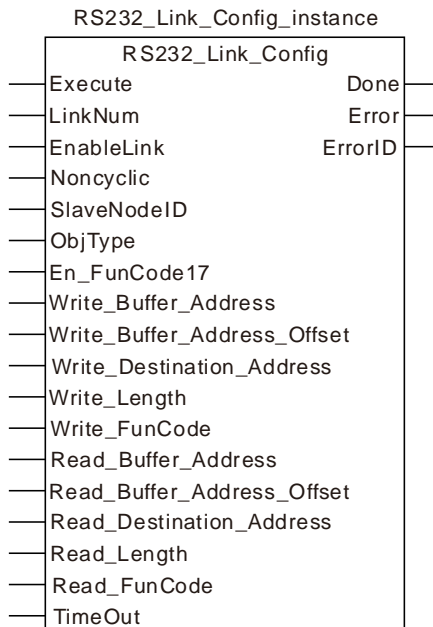 RS232_Link_Config_instance
RS232_Link_Config
Execute Done
LinkNum Error
EnableLink ErrorID
Noncyclic
SlaveNodeID
ObjType
En_FunCode17
Write_Buffer_Address
Write_Buffer_Address_Offset
Write_Destination_Address
Write_Length
Write_FunCode
Read_Buffer_Address
Read_Buffer_Address_Offset
Read_Destination_Address
Read_Length
Read_FunCode
TimeOut